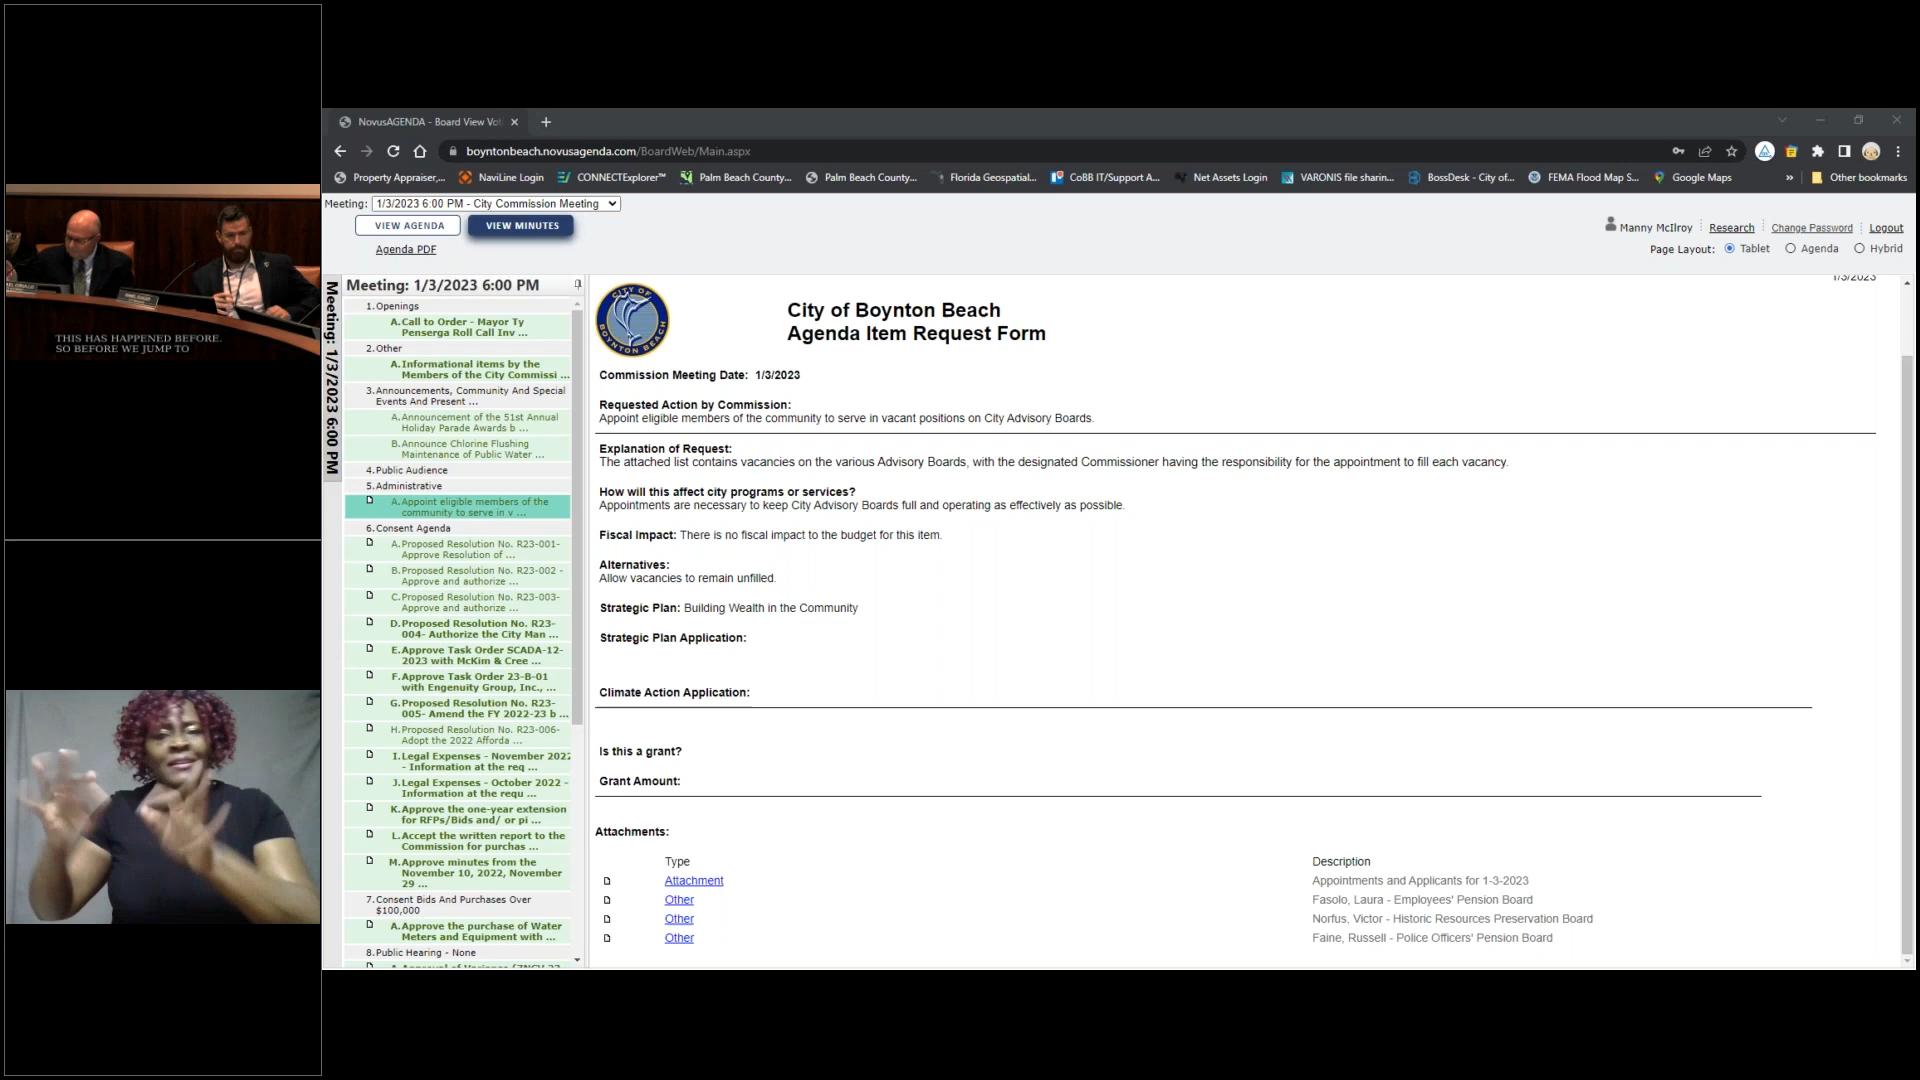 THIS HAS HAPPENED BEFORE.
SO BEFORE WE JUMP TO
NovusAGENDA - Board View Vot
boyntonbeach.novusagenda.com/BoardWeb/Main.aspx
Property Appraiser,... NaviLine Login CONNECTExplorer™ Palm Beach County... Palm Beach County... Florida Geospatial... CoBB IT/Support A... Net Assets Login VARONIS file sharin... BossDesk - City of... FEMA Flood Map S... Google Maps » Other bookmarks
Meeting: 1/3/2023 6:00 PM - City Commission Meeting
VIEW AGENDA VIEW MINUTES
Agenda PDF
Manny McIlroy Research Change Password Logout
Page Layout: Tablet Agenda Hybrid
Meeting: 1/3/2023 6:00 PM
Meeting: 1/3/2023 6:00 PM
1.Openings
A.Call to Order - Mayor Ty
Penserga Roll Call Inv ...
2.Other
A.Informational items by the
Members of the City Commissi ...
3.Announcements, Community And Special
Events And Present ...
A.Announcement of the 51st Annual
Holiday Parade Awards b ...
B.Announce Chlorine Flushing
Maintenance of Public Water ...
4.Public Audience
5.Administrative
A.Appoint eligible members of the
community to serve in v ...
6.Consent Agenda
A.Proposed Resolution No. R23-001-
Approve Resolution of ...
B.Proposed Resolution No. R23-002 -
Approve and authorize ...
C.Proposed Resolution No. R23-003-
Approve and authorize ...
D.Proposed Resolution No. R23-
004- Authorize the City Man ...
E.Approve Task Order SCADA-12-
2023 with McKim & Cree ...
F.Approve Task Order 23-B-01
with Engenuity Group, Inc., ...
G.Proposed Resolution No. R23-
005- Amend the FY 2022-23 b ...
H.Proposed Resolution No. R23-006-
Adopt the 2022 Afforda ...
I.Legal Expenses - November 2022
- Information at the req ...
J.Legal Expenses - October 2022 -
Information at the requ ...
K.Approve the one-year extension
for RFPs/Bids and/ or pi ...
L.Accept the written report to the
Commission for purchas ...
M.Approve minutes from the
November 10, 2022, November
29 ...
7.Consent Bids And Purchases Over
$100,000
A.Approve the purchase of Water
Meters and Equipment with ...
8.Public Hearing - None
1/3/2023
CITY OF
BOYNTON BEACH
City of Boynton Beach
Agenda Item Request Form
Commission Meeting Date: 1/3/2023
Requested Action by Commission:
Appoint eligible members of the community to serve in vacant positions on City Advisory Boards.
Explanation of Request:
The attached list contains vacancies on the various Advisory Boards, with the designated Commissioner having the responsibility for the appointment to fill each vacancy.
How will this affect city programs or services?
Appointments are necessary to keep City Advisory Boards full and operating as effectively as possible.
Fiscal Impact: There is no fiscal impact to the budget for this item.
Alternatives:
Allow vacancies to remain unfilled.
Strategic Plan: Building Wealth in the Community
Strategic Plan Application:
Climate Action Application:
Is this a grant?
Grant Amount:
Attachments:
Type Description
Attachment Appointments and Applicants for 1-3-2023
Other Fasolo, Laura - Employees' Pension Board
Other Norfus, Victor - Historic Resources Preservation Board
Other Faine, Russell - Police Officers' Pension Board